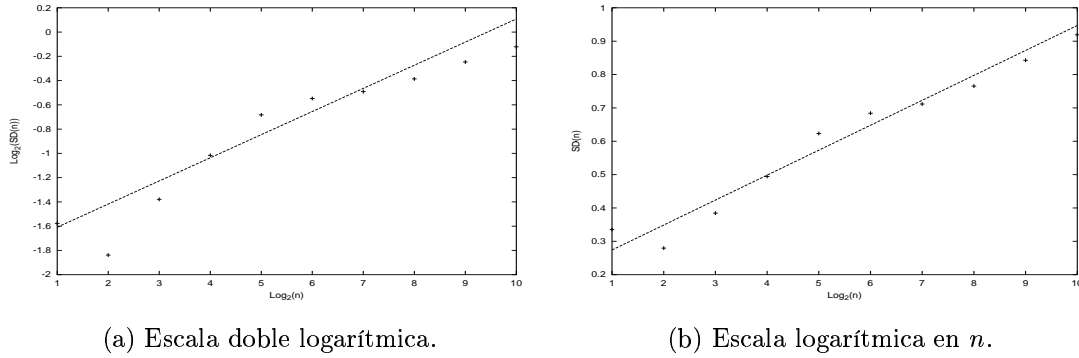 0.2
0
-0.2
-0.4
-0.6
-0.8
-1
-1.2
-1.4
-1.6
-1.8
-2
Log2(SD(n))
1 2 3 4 5 6 7 8 9 10
Log2(n)
(a) Escala doble logarítmica.
1
0.9
0.8
0.7
0.6
0.5
0.4
0.3
0.2
SD(n)
1 2 3 4 5 6 7 8 9 10
Log2(n)
(b) Escala logarítmica en n.